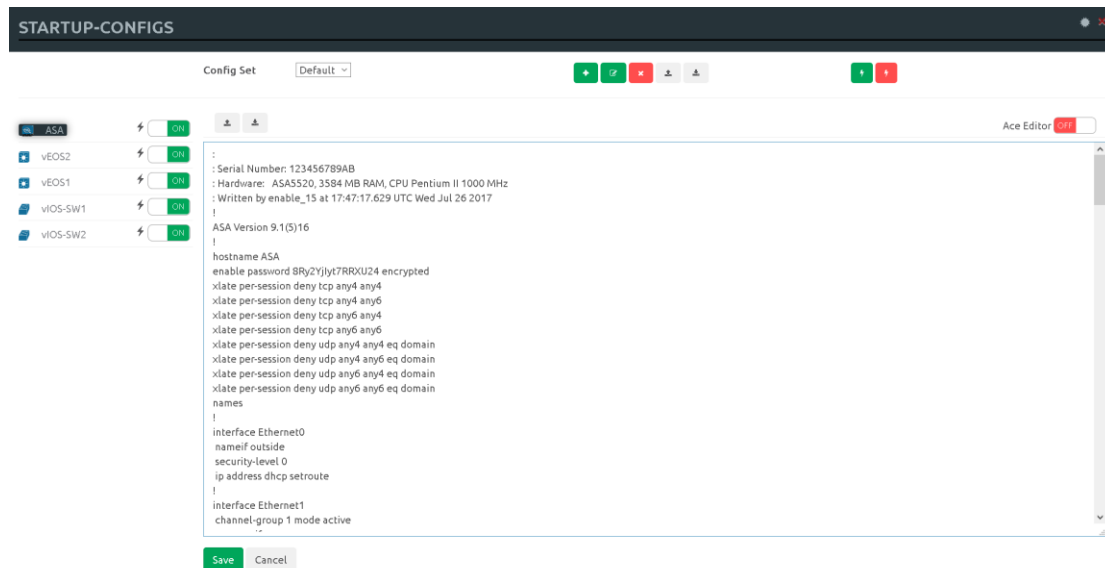 STARTUP-CONFIGS
Config Set Default
ASA ON
vEOS2 ON
vEOS1 ON
vIOS-SW1 ON
vIOS-SW2 ON
Ace Editor OFF
:
: Serial Number: 123456789AB
: Hardware: ASA5520, 3584 MB RAM, CPU Pentium II 1000 MHz
: Written by enable_15 at 17:47:17.629 UTC Wed Jul 26 2017
!
ASA Version 9.1(5)16
!
hostname ASA
enable password 8Ry2YjIyt7RRXU24 encrypted
xlate per-session deny tcp any4 any4
xlate per-session deny tcp any4 any6
xlate per-session deny tcp any6 any4
xlate per-session deny tcp any6 any6
xlate per-session deny udp any4 any4 eq domain
xlate per-session deny udp any4 any6 eq domain
xlate per-session deny udp any6 any4 eq domain
xlate per-session deny udp any6 any6 eq domain
names
!
interface Ethernet0
nameif outside
security-level 0
ip address dhcp setroute
!
interface Ethernet1
channel-group 1 mode active
Save Cancel